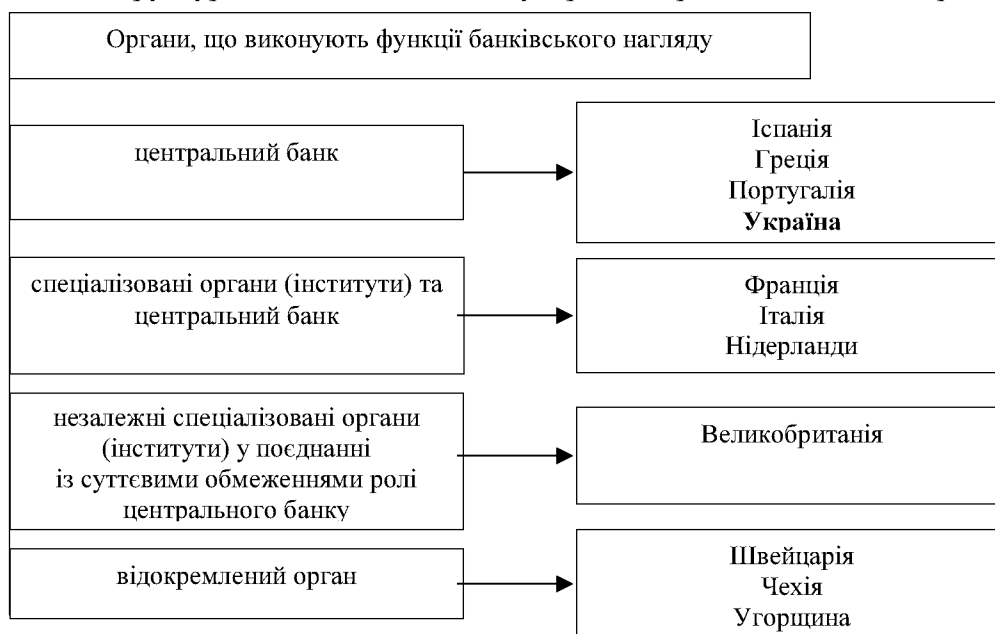 Органи, що виконують функції банківського нагляду
центральний банк
Іспанія
Греція
Португалія
Україна
спеціалізовані органи (інститути) та
центральний банк
Франція
Італія
Нідерланди
незалежні спеціалізовані органи
(інститути) у поєднанні
із суттєвими обмеженнями ролі
центрального банку
Великобританія
відокремлений орган
Швейцарія
Чехія
Угорщина